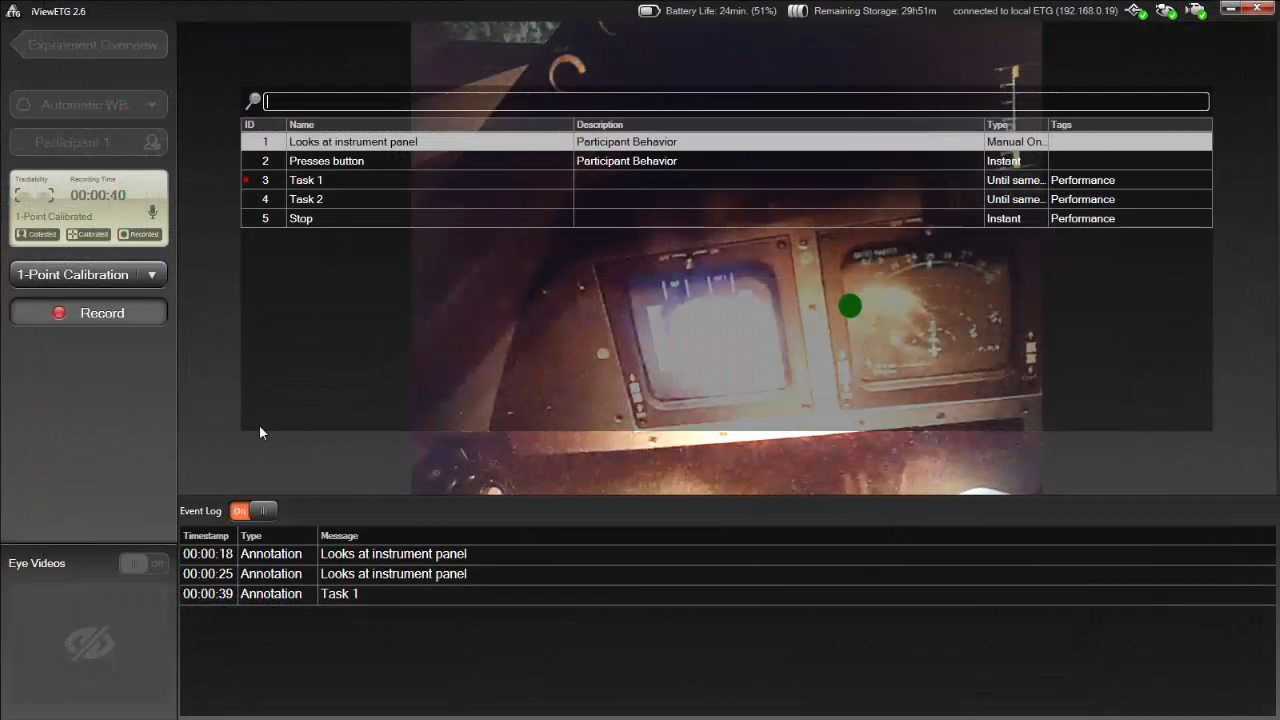 ETG iViewETG 2.6
Battery Life: 24min. (51%) Remaining Storage: 29h51m connected to local ETG (192.168.0.19)
Experiment Overview
Automatic WB
Participant 1
Trackability Recording Time
00:00:40
1-Point Calibrated
Collected Calibrated Recorded
1-Point Calibration
Record
ID Name Description Type Tags
1 Looks at instrument panel Participant Behavior Manual On...
2 Presses button Participant Behavior Instant
3 Task 1 Until same... Performance
4 Task 2 Until same... Performance
5 Stop Instant Performance
Event Log On
Timestamp Type Message
00:00:18 Annotation Looks at instrument panel
00:00:25 Annotation Looks at instrument panel
00:00:39 Annotation Task 1
Eye Videos Off